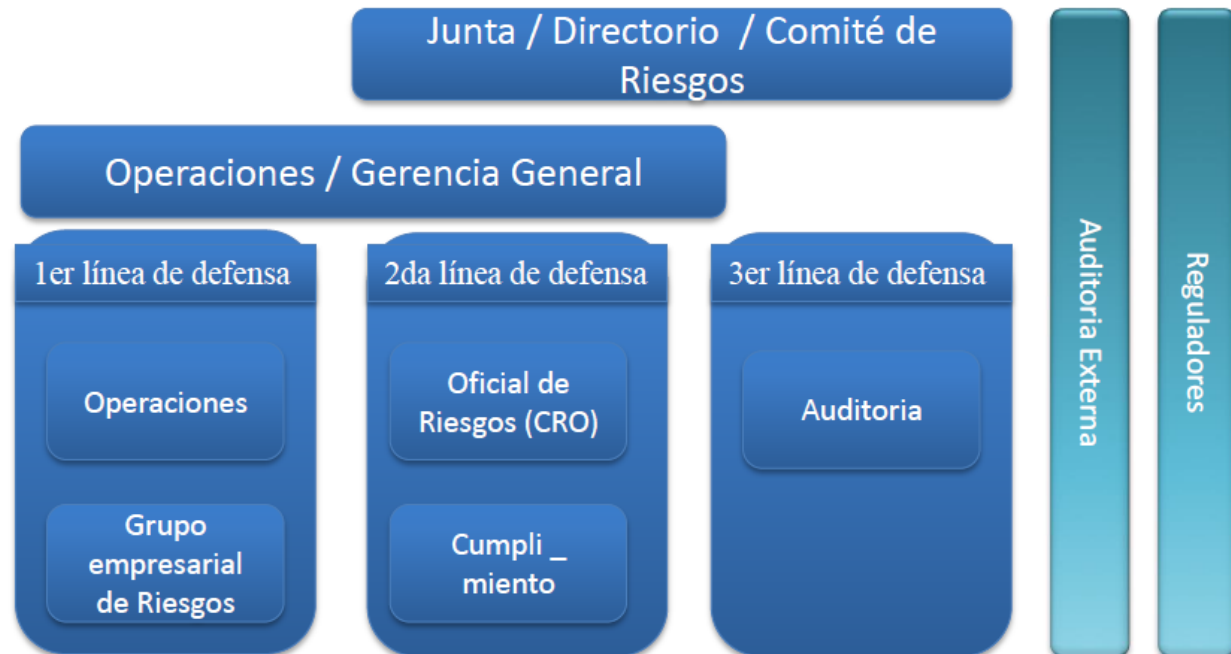 Junta / Directorio / Comité de
Riesgos
Operaciones / Gerencia General
1er línea de defensa
Operaciones
Grupo
empresarial
de Riesgos
2da línea de defensa
Oficial de
Riesgos (CRO)
Cumpli _
miento
3er línea de defensa
Auditoria
Auditoria Externa
Reguladores